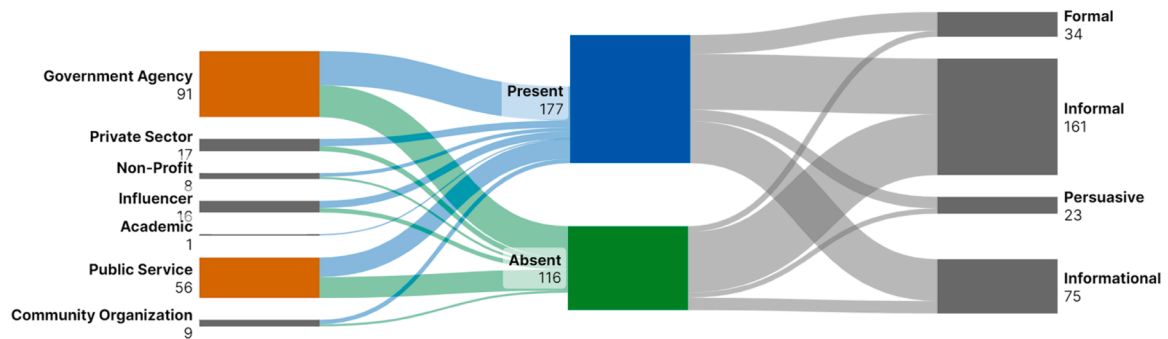 Government Agency
91
Private Sector
17
Non-Profit
8
Influencer
16
Academic
1
Public Service
56
Community Organization
9
Present
177
Absent
116
Formal
34
Informal
161
Persuasive
23
Informational
75